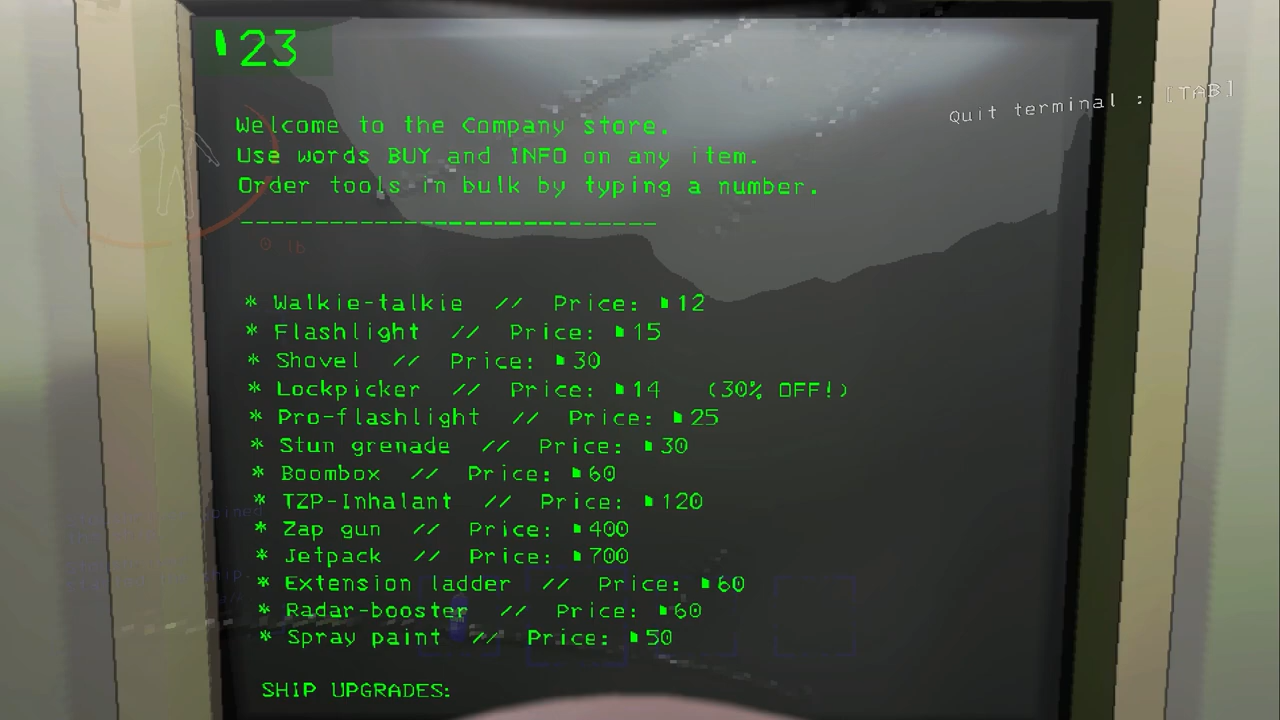 23
Quit terminal : [TAB]
Welcome to the Company store.
Use words BUY and INFO on any item.
Order tools in bulk by typing a number.
----------------------------
0 lb
* Walkie-talkie // Price: ▮12
* Flashlight // Price: ▮15
* Shovel // Price: ▮30
* Lockpicker // Price: ▮14 (30% OFF!)
* Pro-flashlight // Price: ▮25
* Stun grenade // Price: ▮30
* Boombox // Price: ▮60
* TZP-Inhalant // Price: ▮120
* Zap gun // Price: ▮400
* Jetpack // Price: ▮700
* Extension ladder // Price: ▮60
* Radar-booster // Price: ▮60
* Spray paint // Price: ▮50
SHIP UPGRADES: